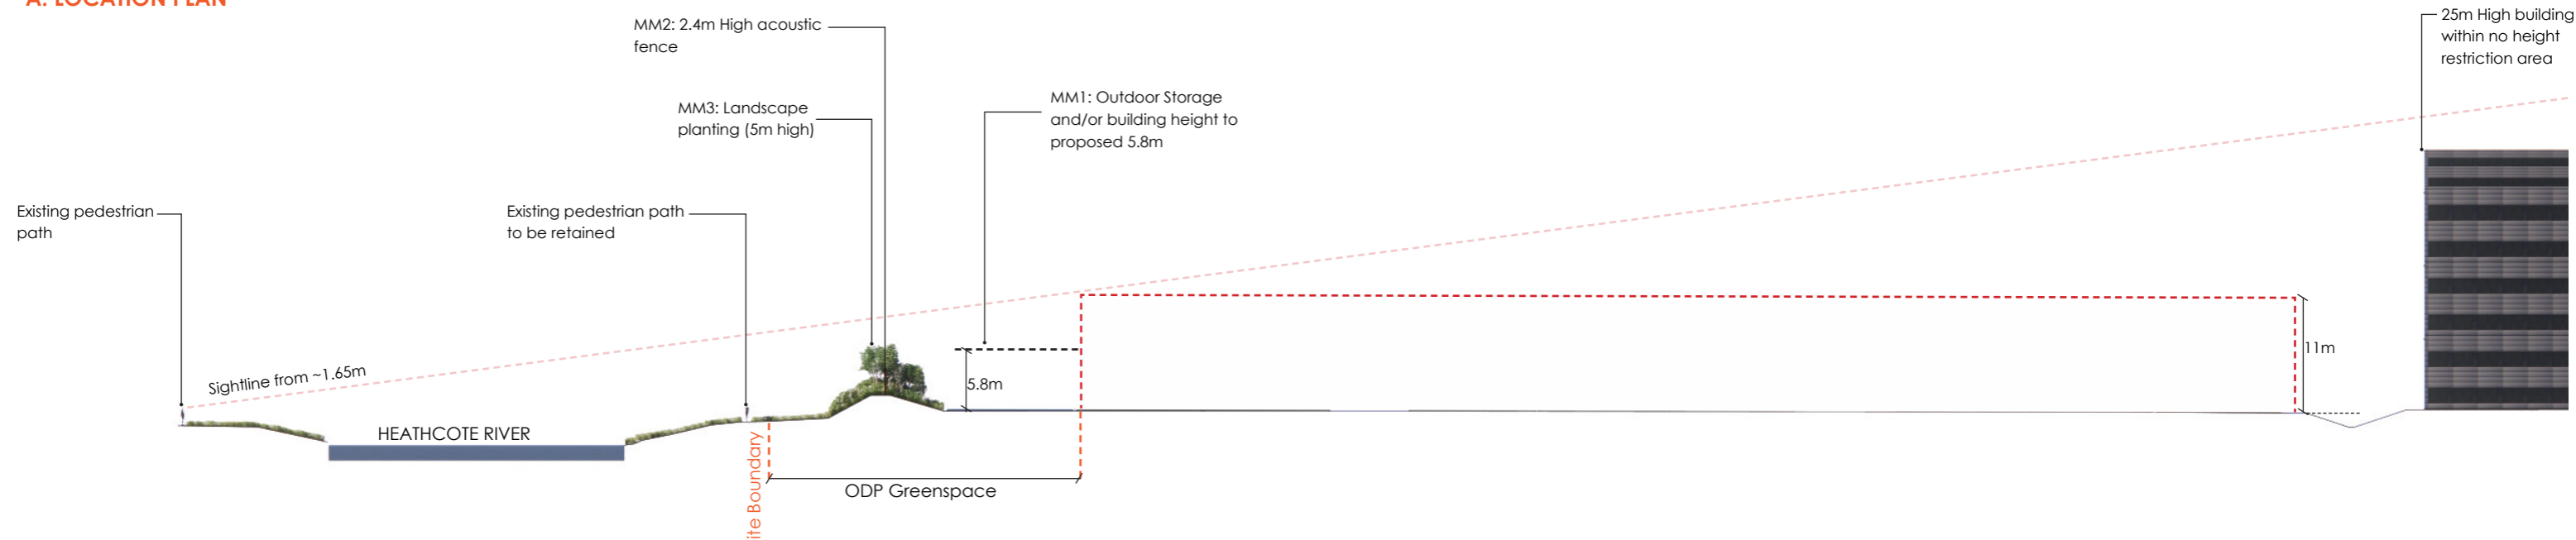 A: LOCATION PLAN
MM2: 2.4m High acoustic
fence
25m High building
within no height
restriction area
MM3: Landscape
planting (5m high)
MM1: Outdoor Storage
and/or building height to
proposed 5.8m
Existing pedestrian
path
Existing pedestrian path
to be retained
Sightline from ~1.65m
11m
5.8m
HEATHCOTE RIVER
ite Boundary
ODP Greenspace